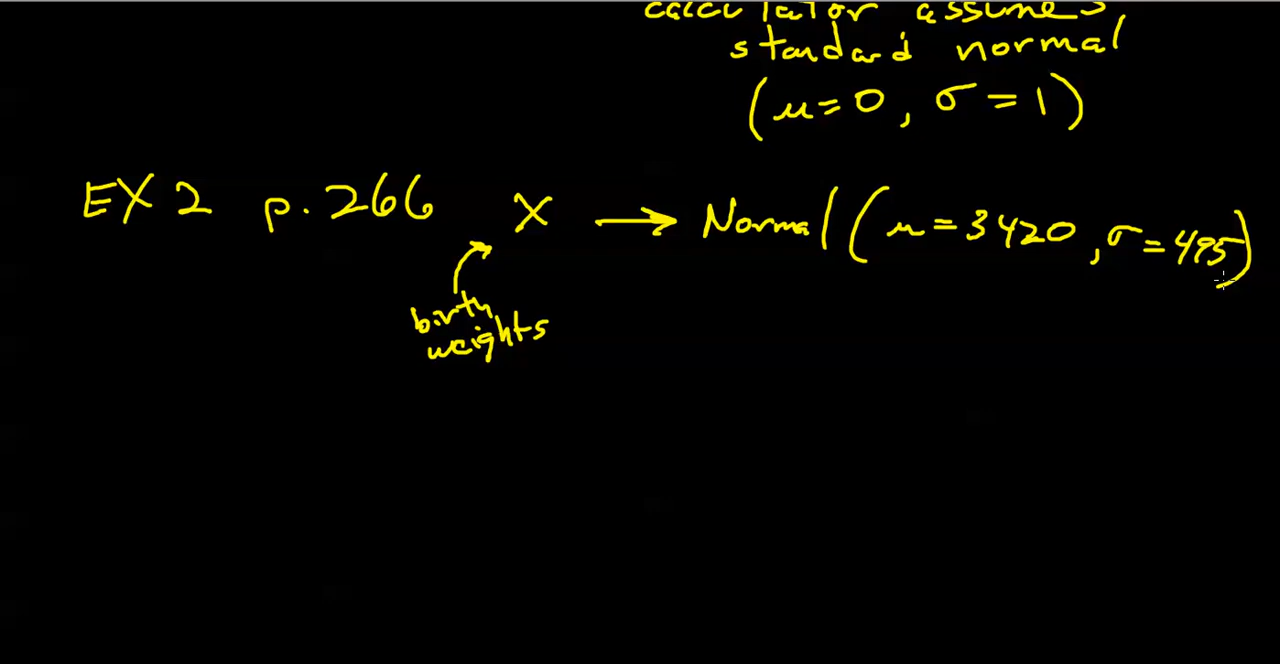 calculator assumes
standard normal
(μ=0, σ=1)
EX 2 p.266 X → Normal (μ=3420, σ=495)
birth
weights